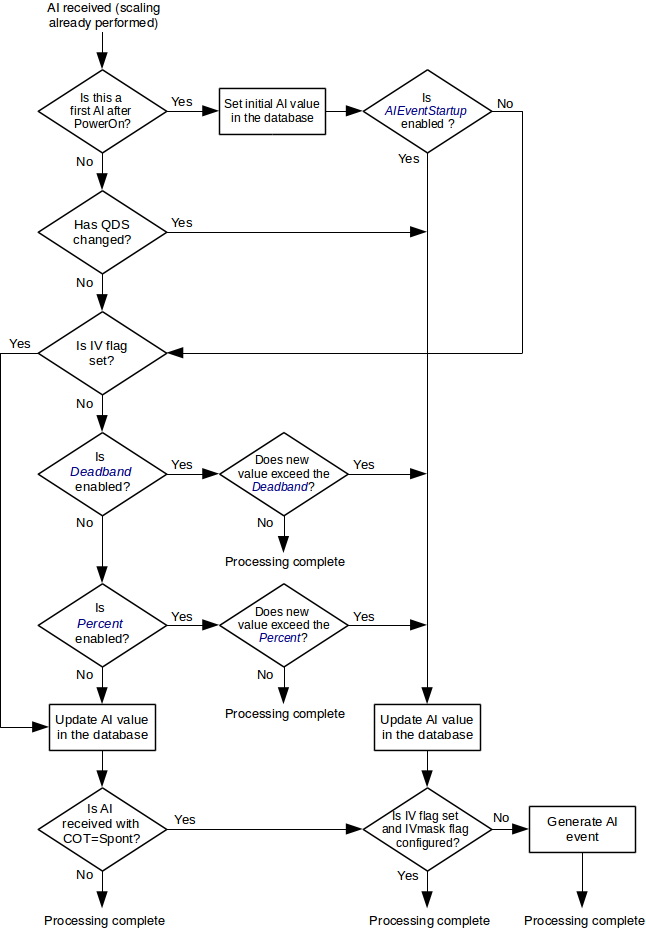 AI received (scaling
already performed)
Is this a
first AI after
PowerOn?
Yes
Set initial AI value
in the database
Is
AIEventStartup
enabled ?
No
No
Yes
Has QDS
changed?
Yes
No
Yes
Is IV flag
set?
No
Is
Deadband
enabled?
Yes
Does new
value exceed the
Deadband?
Yes
No
No
Processing complete
Is
Percent
enabled?
Yes
Does new
value exceed the
Percent?
Yes
No
No
Processing complete
Update AI value
in the database
Update AI value
in the database
Is AI
received with
COT=Spont?
Yes
Is IV flag set
and IVmask flag
configured?
No
Generate AI
event
No
Yes
Processing complete
Processing complete
Processing complete